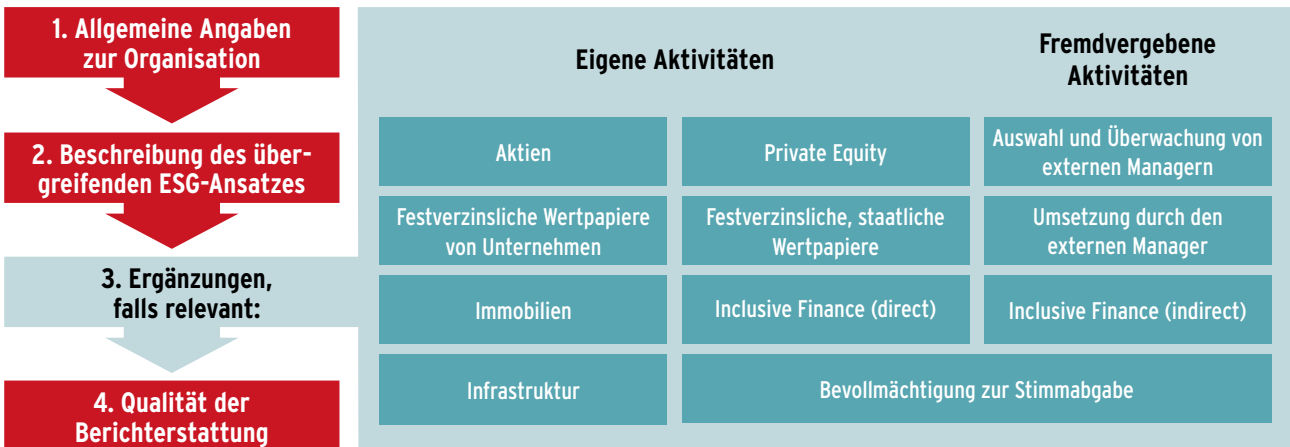 1. Allgemeine Angaben
zur Organisation
2. Beschreibung des über-
greifenden ESG-Ansatzes
3. Ergänzungen,
falls relevant:
4. Qualität der
Berichterstattung
Eigene Aktivitäten
Fremdvergebene
Aktivitäten
Aktien
Private Equity
Auswahl und Überwachung von
externen Managern
Festverzinsliche Wertpapiere
von Unternehmen
Festverzinsliche, staatliche
Wertpapiere
Umsetzung durch den
externen Manager
Immobilien
Inclusive Finance (direct)
Inclusive Finance (indirect)
Infrastruktur
Bevollmächtigung zur Stimmabgabe